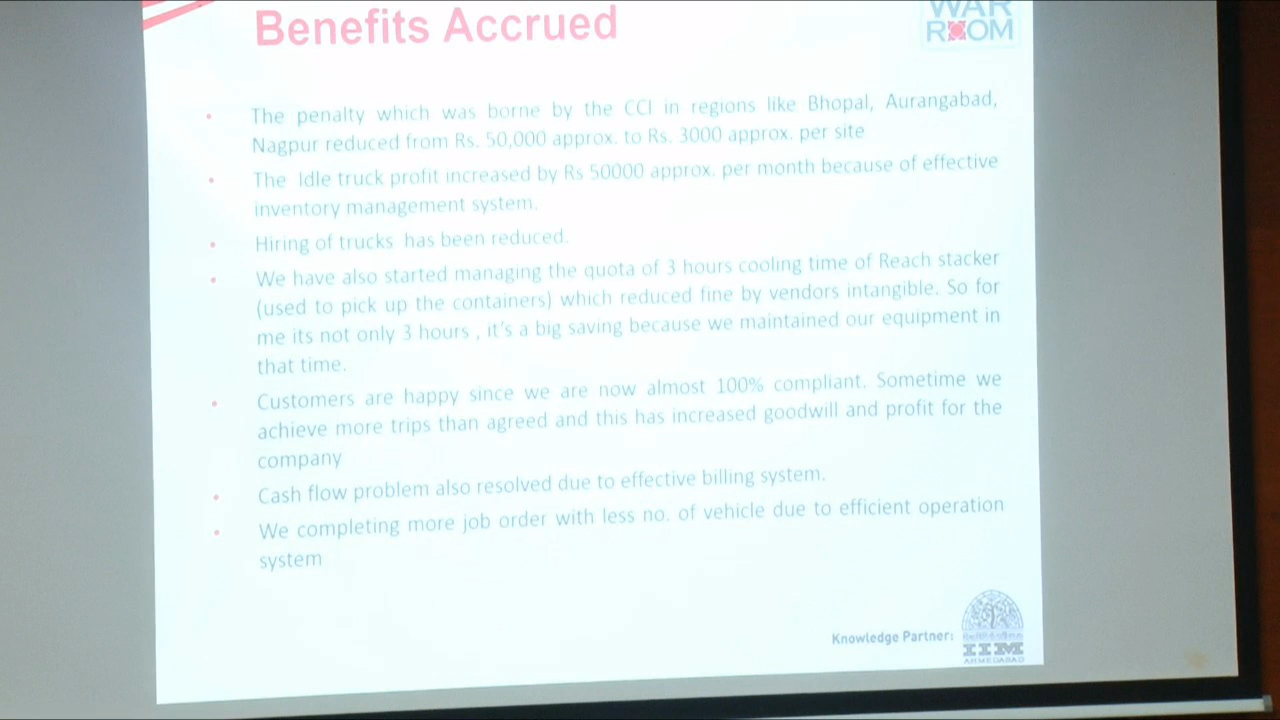 Benefits Accrued
WAR
ROOM
• The penalty which was borne by the CCI in regions like Bhopal, Aurangabad,
Nagpur reduced from Rs. 50,000 approx. to Rs. 3000 approx. per site
• The Idle truck profit increased by Rs 50000 approx. per month because of effective
inventory management system.
• Hiring of trucks has been reduced.
• We have also started managing the quota of 3 hours cooling time of Reach stacker
(used to pick up the containers) which reduced fine by vendors intangible. So for
me its not only 3 hours , it's a big saving because we maintained our equipment in
that time.
• Customers are happy since we are now almost 100% compliant. Sometime we
achieve more trips than agreed and this has increased goodwill and profit for the
company
• Cash flow problem also resolved due to effective billing system.
• We completing more job order with less no. of vehicle due to efficient operation
system
Knowledge Partner:
IIM
AHMEDABAD